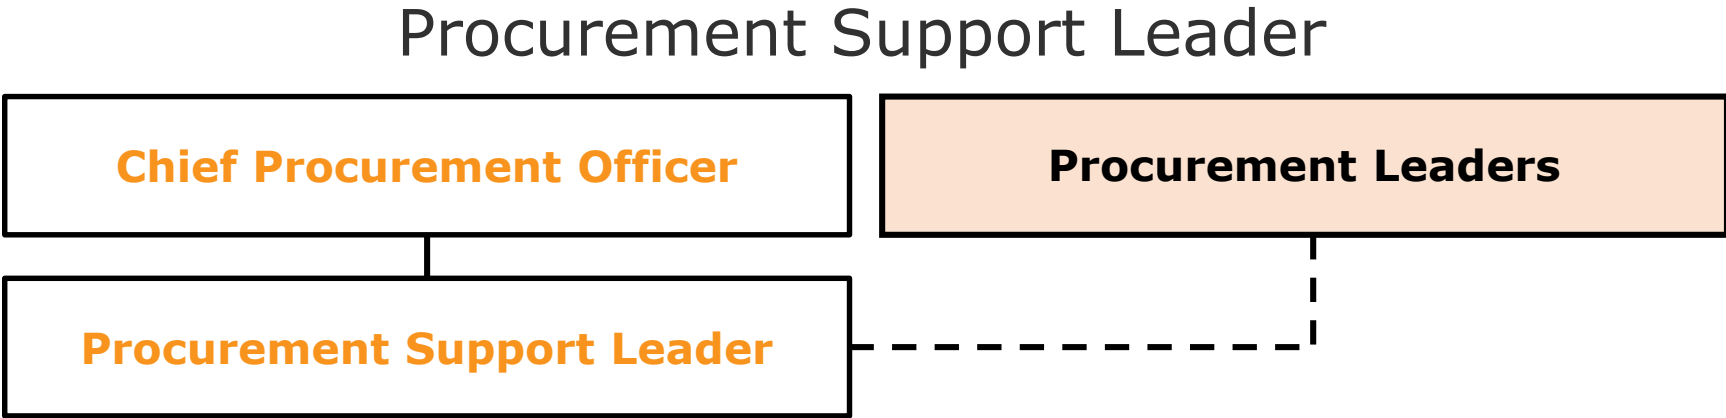 Procurement Support Leader
Chief Procurement Officer
Procurement Leaders
Procurement Support Leader